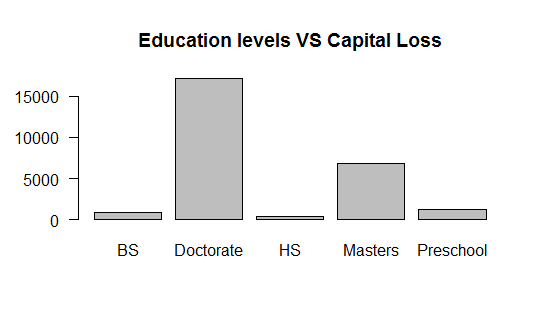 Education levels VS Capital Loss
15000
10000
5000
0
BS Doctorate HS Masters Preschool